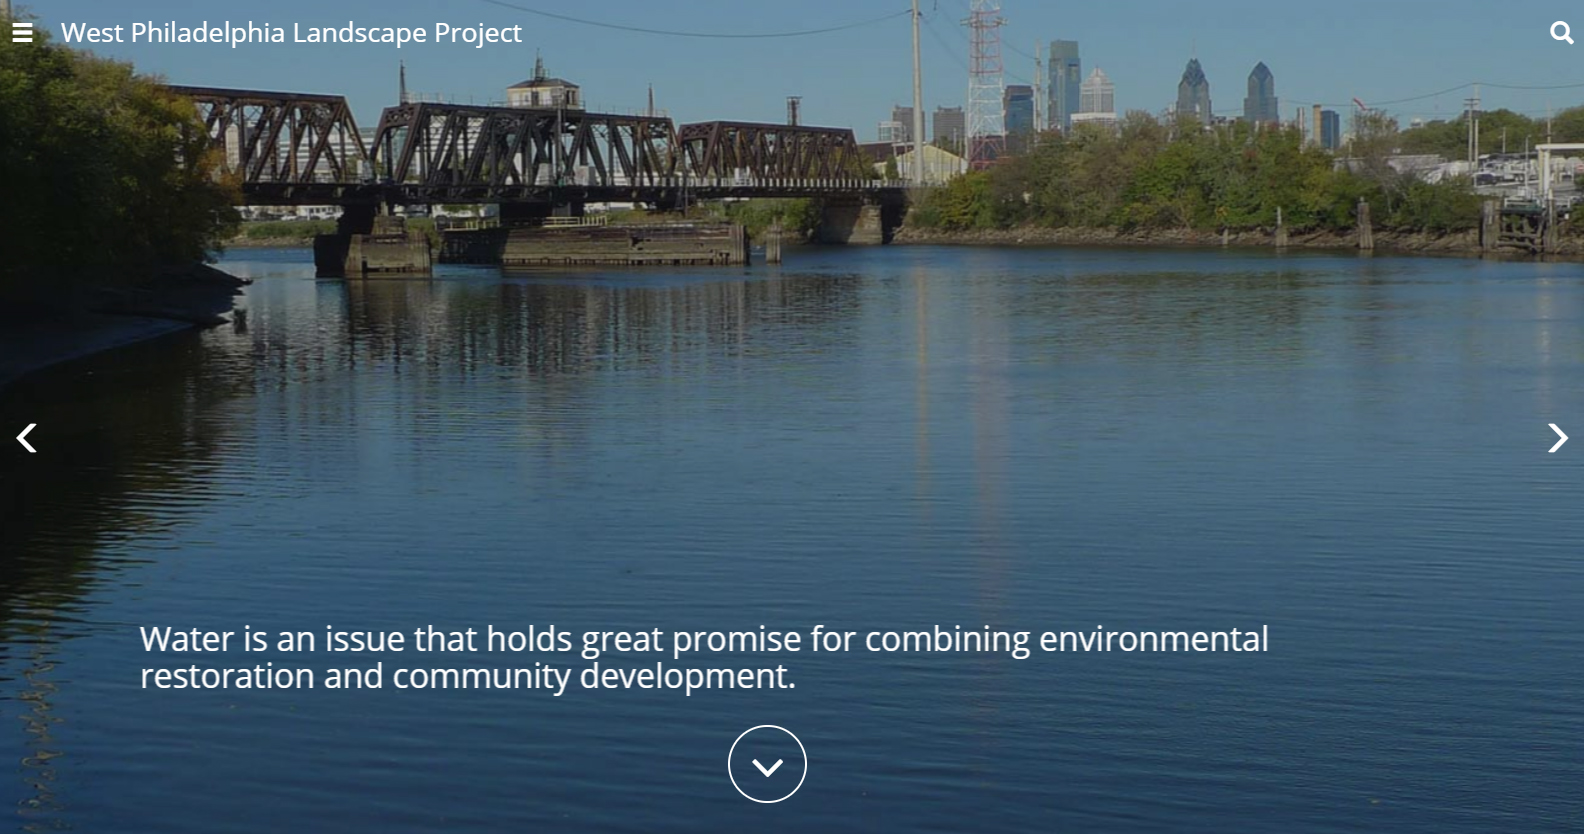 West Philadelphia Landscape Project
Water is an issue that holds great promise for combining environmental
restoration and community development.